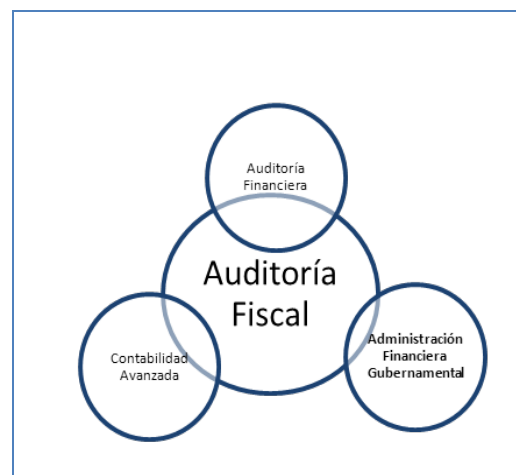 Auditoría
Financiera
Auditoría
Fiscal
Contabilidad
Avanzada
Administración
Financiera
Gubernamental